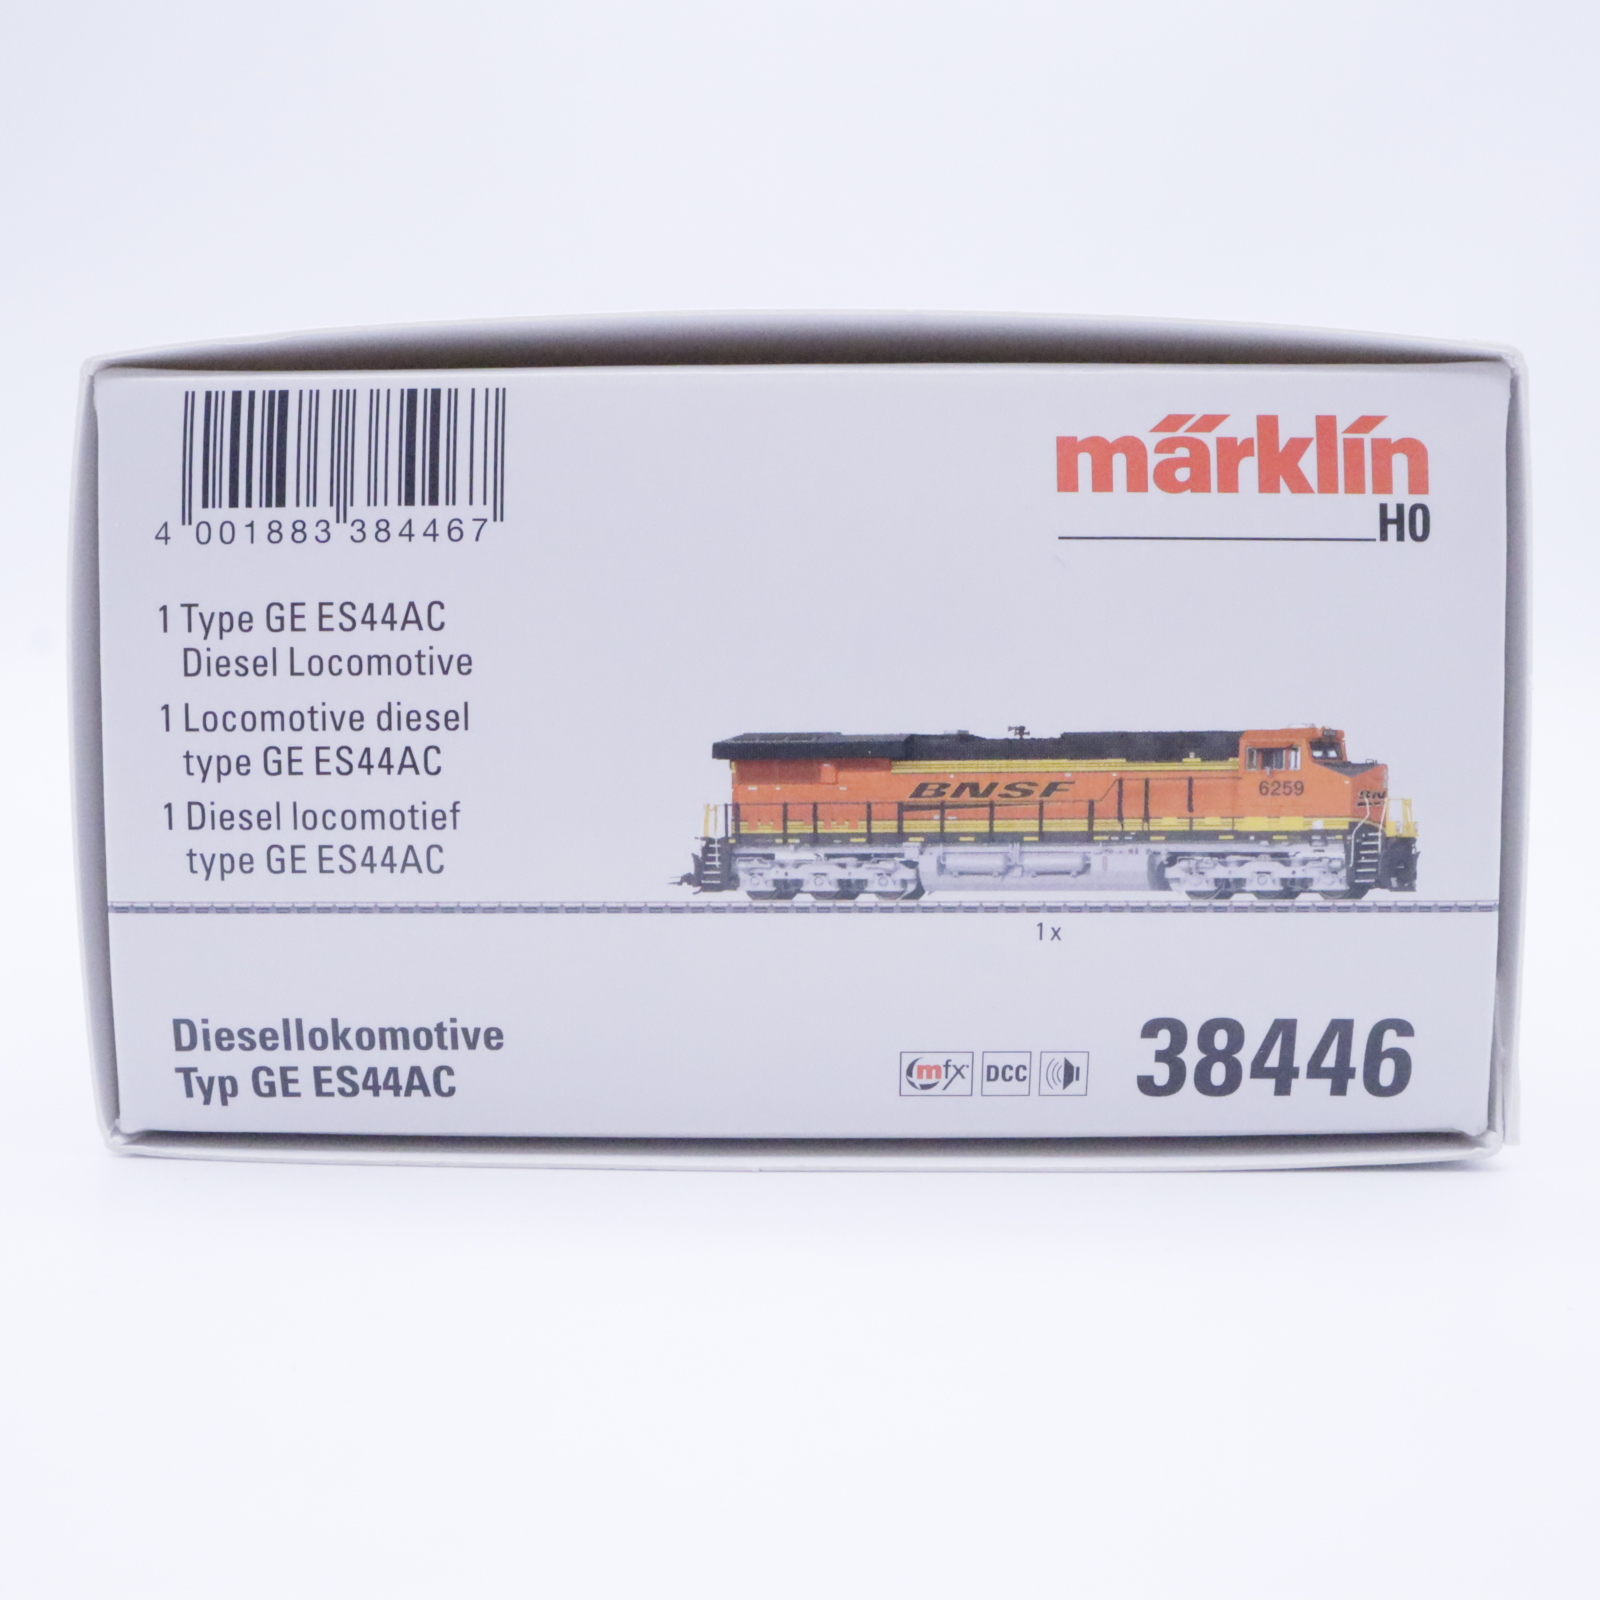 4 001883 384467
märklín
H0
1 Type GE ES44AC
Diesel Locomotive
1 Locomotive diesel
type GE ES44AC
1 Diesel locomotief
type GE ES44AC
BNSF
6259
1 x
Diesellokomotive
Typ GE ES44AC
mfx
DCC
38446